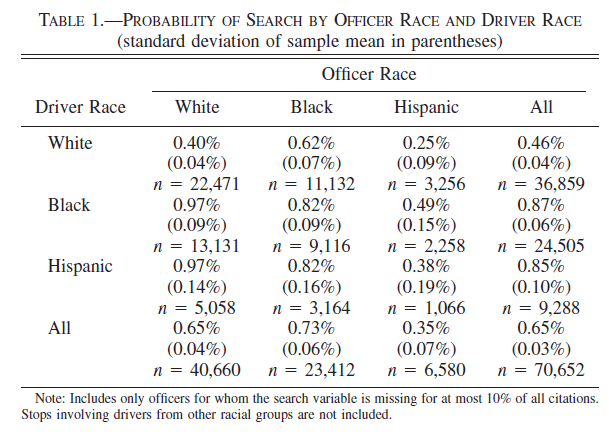 TABLE 1.—PROBABILITY OF SEARCH BY OFFICER RACE AND DRIVER RACE
(standard deviation of sample mean in parentheses)
Officer Race
Driver Race White Black Hispanic All
White 0.40% 0.62% 0.25% 0.46%
(0.04%) (0.07%) (0.09%) (0.04%)
n = 22,471 n = 11,132 n = 3,256 n = 36,859
Black 0.97% 0.82% 0.49% 0.87%
(0.09%) (0.09%) (0.15%) (0.06%)
n = 13,131 n = 9,116 n = 2,258 n = 24,505
Hispanic 0.97% 0.82% 0.38% 0.85%
(0.14%) (0.16%) (0.19%) (0.10%)
n = 5,058 n = 3,164 n = 1,066 n = 9,288
All 0.65% 0.73% 0.35% 0.65%
(0.04%) (0.06%) (0.07%) (0.03%)
n = 40,660 n = 23,412 n = 6,580 n = 70,652
Note: Includes only officers for whom the search variable is missing for at most 10% of all citations.
Stops involving drivers from other racial groups are not included.